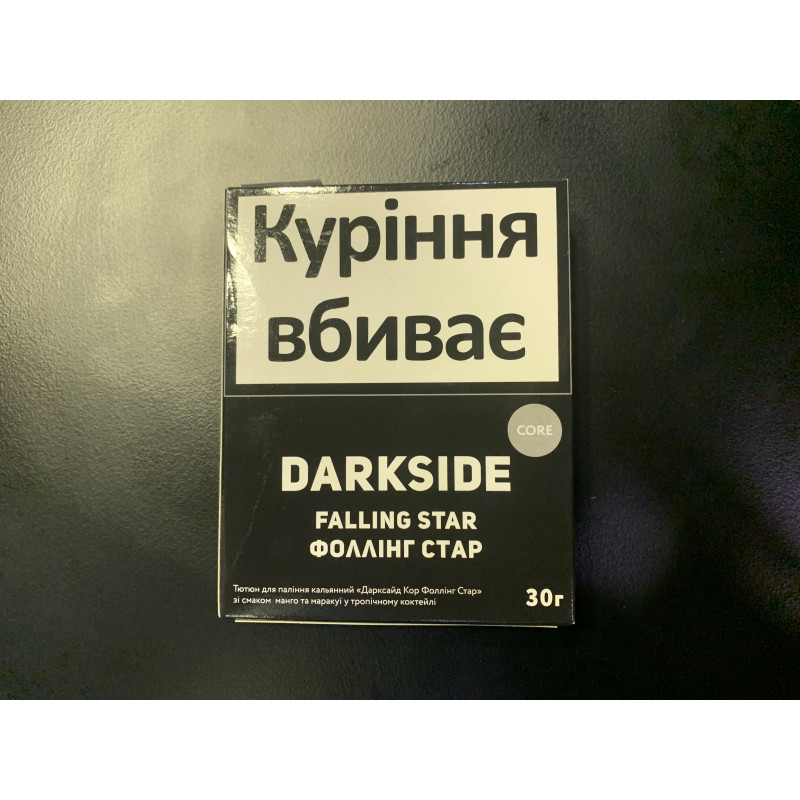 Куріння
вбиває
CORE
DARKSIDE
FALLING STAR
ФОЛЛІНГ СТАР
Тютюн для паління кальянний «Дарксайд Кор Фоллінг Стар»
зі смаком манго та маракуї у тропічному коктейлі
30г